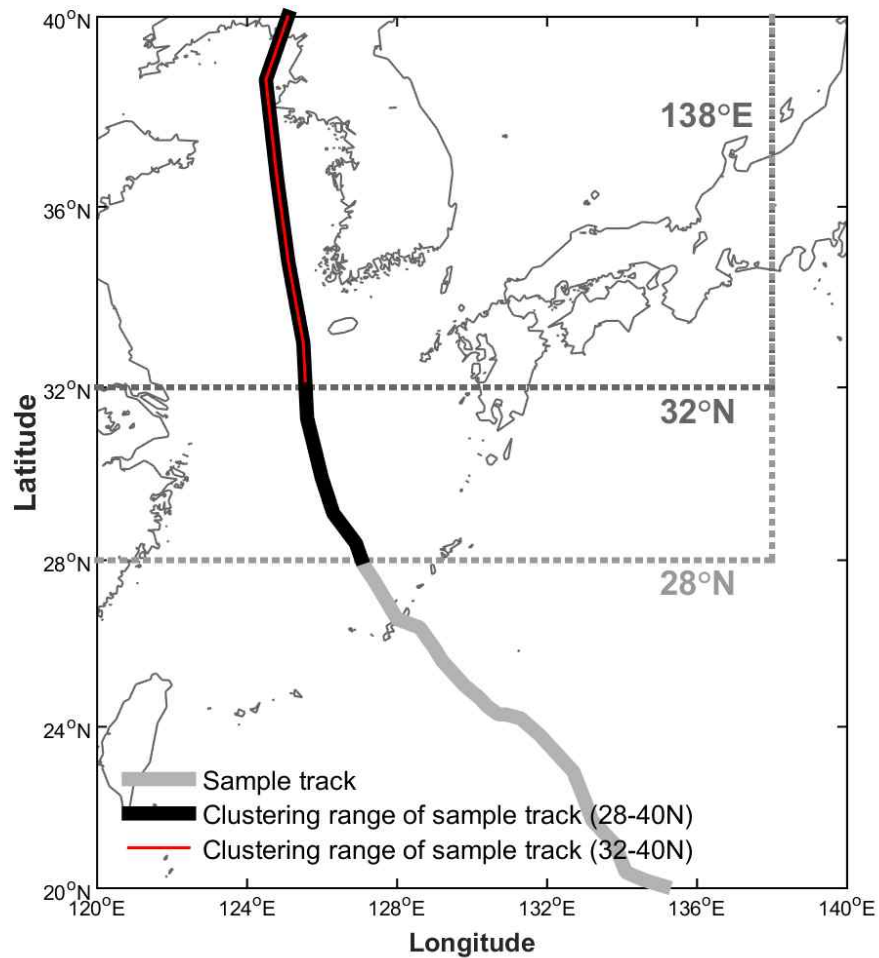 40°N
138°E
36°N
32°N
32°N
28°N
28°N
24°N
Sample track
Clustering range of sample track (28-40N)
Clustering range of sample track (32-40N)
20°N
120°E 124°E 128°E 132°E 136°E 140°E
Longitude
Latitude